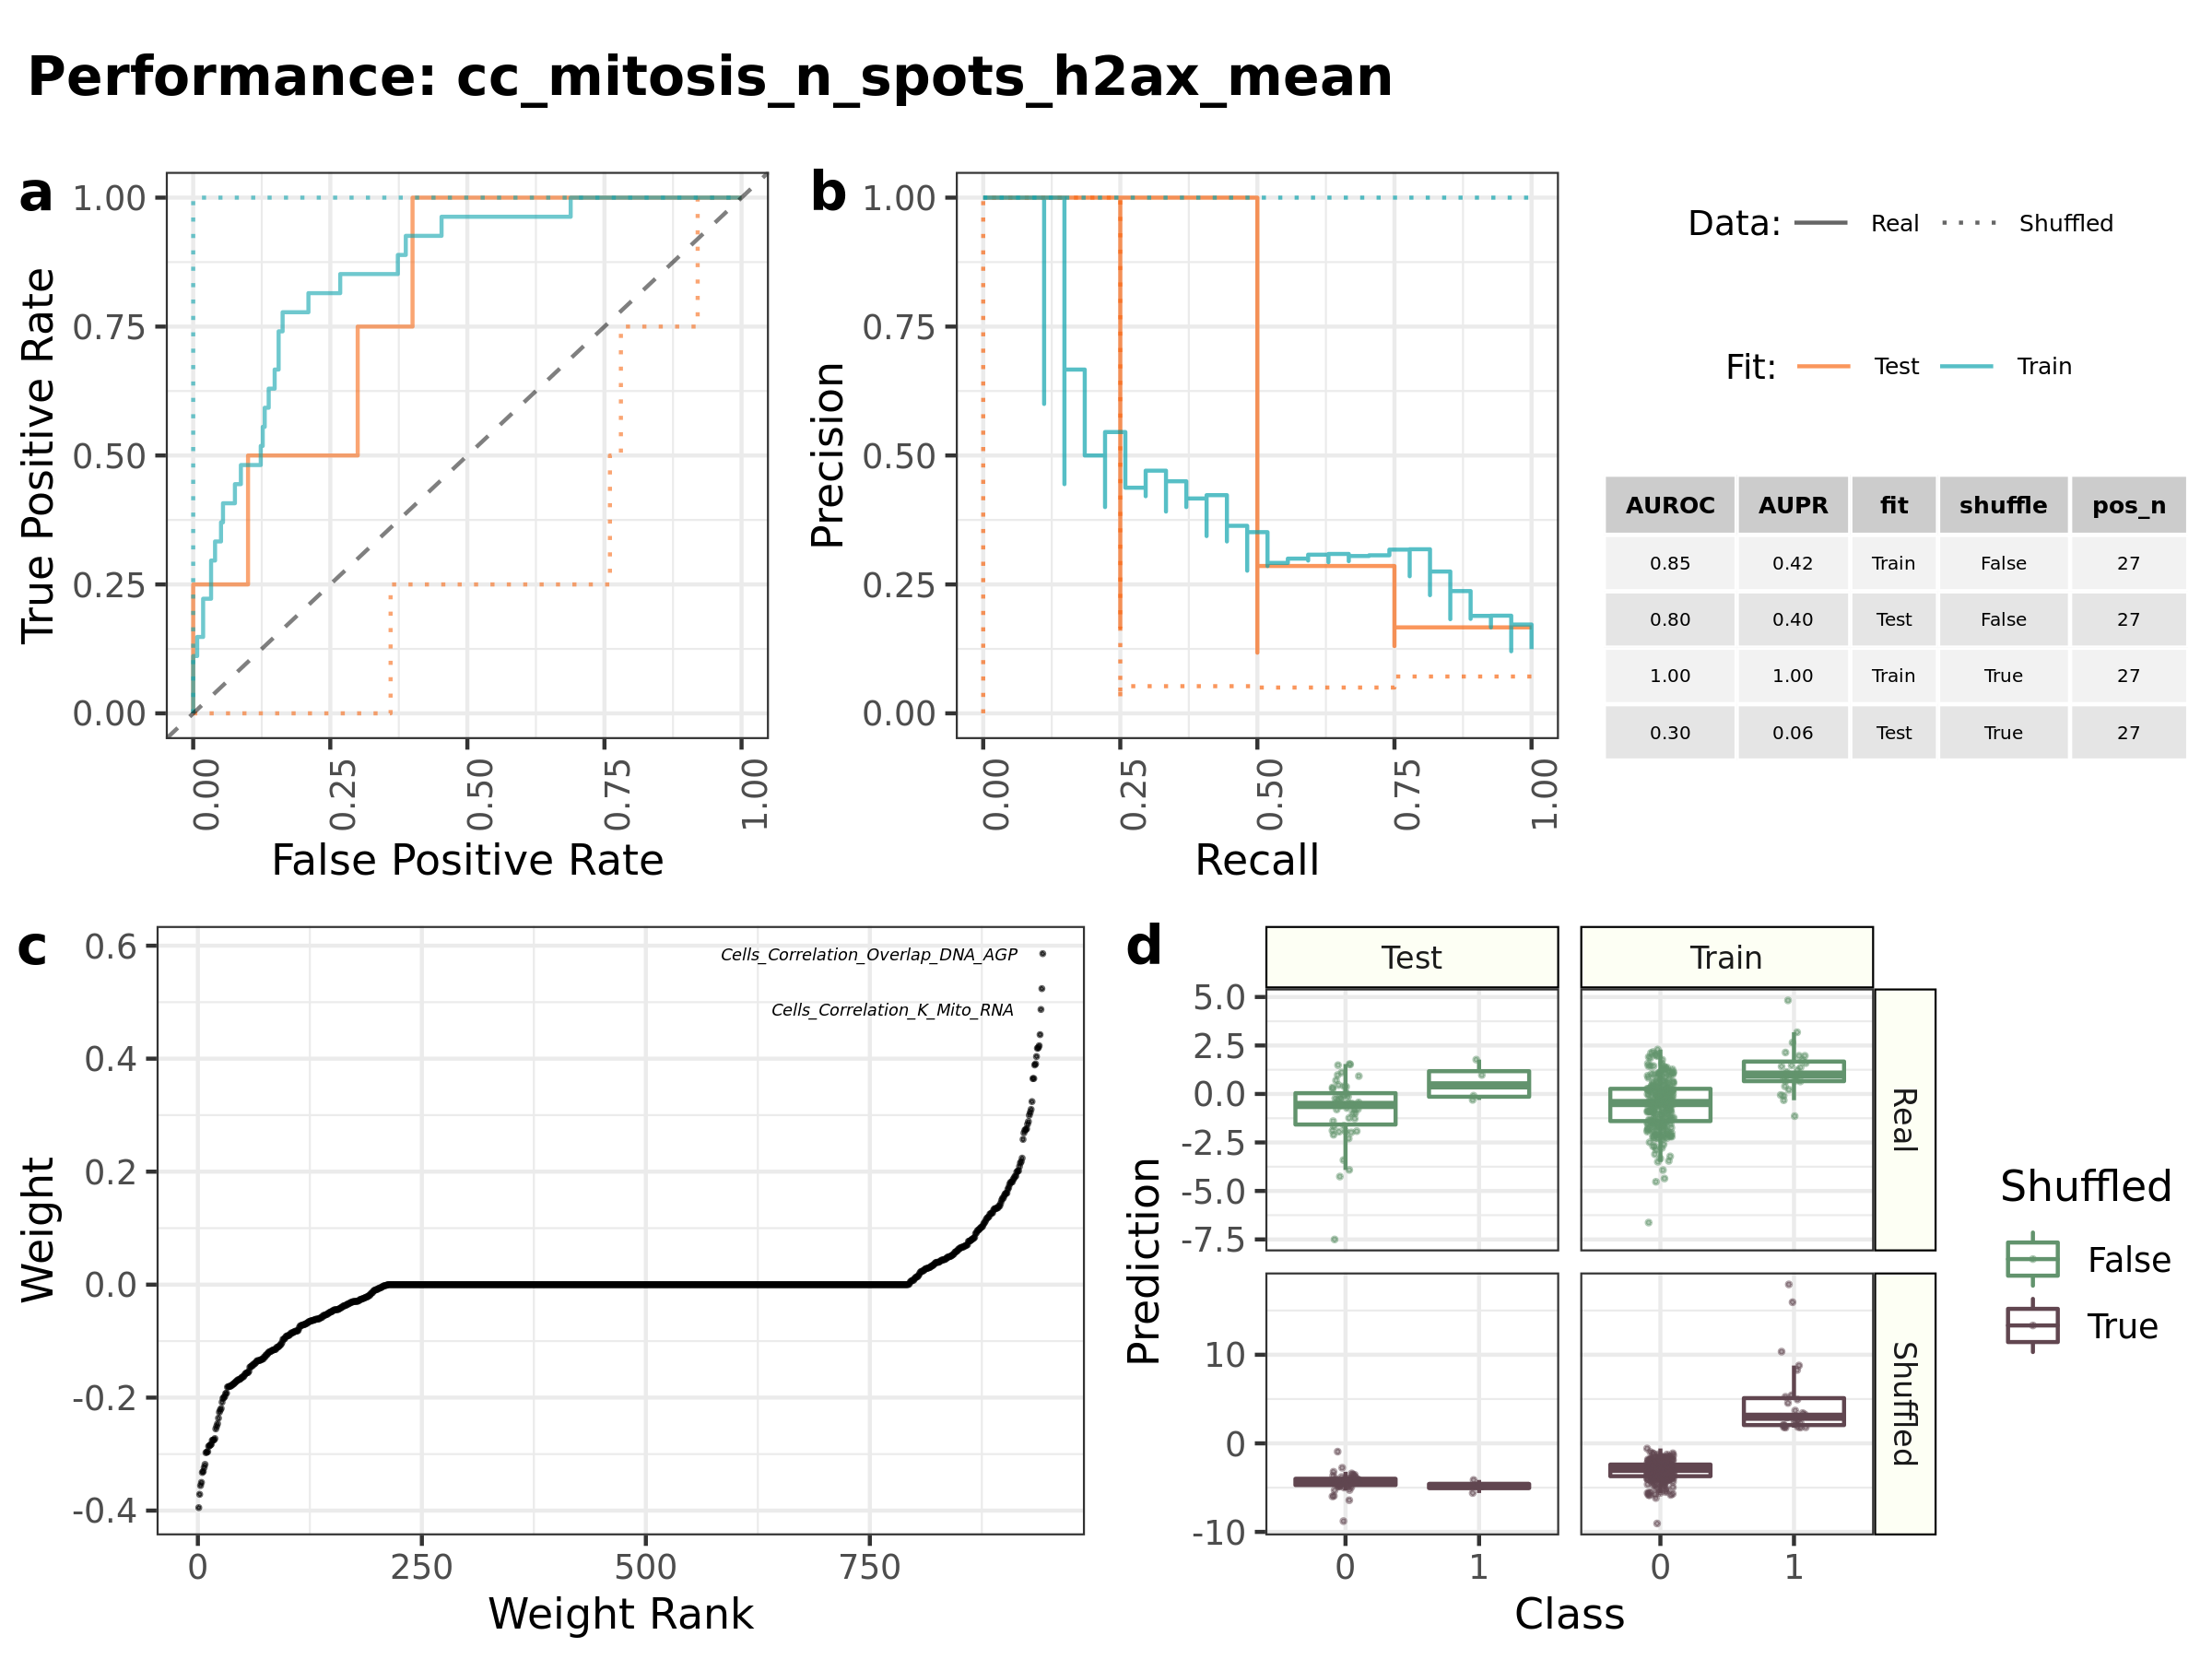 Performance: cc_mitosis_n_spots_h2ax_mean
a
True Positive Rate
1.00
0.75
0.50
0.25
0.00
0.00
0.25
0.50
0.75
1.00
False Positive Rate
b
Precision
1.00
0.75
0.50
0.25
0.00
0.00
0.25
0.50
0.75
1.00
Recall
Data: Real Shuffled
Fit: Test Train
AUROC AUPR fit shuffle pos_n
0.85 0.42 Train False 27
0.80 0.40 Test False 27
1.00 1.00 Train True 27
0.30 0.06 Test True 27
c
Weight
0.6
0.4
0.2
0.0
-0.2
-0.4
Cells_Correlation_Overlap_DNA_AGP
Cells_Correlation_K_Mito_RNA
0 250 500 750
Weight Rank
d
Test Train
Prediction
5.0
2.5
0.0
-2.5
-5.0
-7.5
Real
10
0
-10
Shuffled
0 1 0 1
Class
Shuffled
False
True